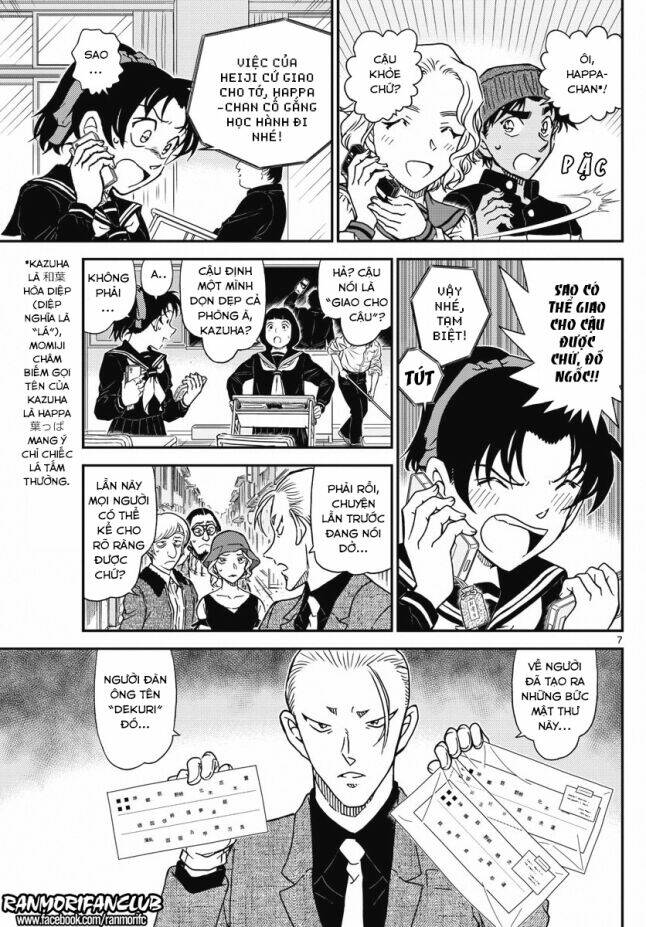 ÔI,
HAPPA-
CHAN*!
CẬU
KHỎE
CHỨ?
PẶC
VIỆC CỦA
HEIJI CỨ GIAO
CHO TỚ, HAPPA
-CHAN CỐ GẮNG
HỌC HÀNH ĐI
NHÉ!
SAO
...
SAO CÓ
THỂ GIAO
CHO CẬU
ĐƯỢC
CHỨ, ĐỒ
NGỐC!!
VẬY
NHÉ,
TẠM
BIỆT!
TÚT
HẢ? CẬU
NÓI LÀ
"GIAO CHO
CẬU"?
CẬU ĐỊNH
MỘT MÌNH
DỌN DẸP CẢ
PHÒNG À,
KAZUHA?
A..
KHÔNG
PHẢI ...
*KAZUHA
LÀ 和葉
HÒA DIỆP
(DIỆP
NGHĨA LÀ
"LÁ"),
MOMIJI
CHÂM
BIẾM GỌI
TÊN CỦA
KAZUHA
LÀ HAPPA
葉っぱ
MANG Ý
CHỈ CHIẾC
LÁ TẦM
THƯỜNG.
PHẢI RỒI,
CHUYỆN
LẦN TRƯỚC
ĐANG NÓI
DỞ...
LẦN NÀY
MỌI NGƯỜI
CÓ THỂ
KỂ CHO
RÕ RÀNG
ĐƯỢC
CHỨ?
7
VỀ NGƯỜI
ĐÃ TẠO RA
NHỮNG BỨC
MẬT THƯ
NÀY...
NGƯỜI ĐÀN
ÔNG TÊN
"DEKURI"
ĐÓ...
RANMORIFANCLUB
www.facebook.com/ranmorifc